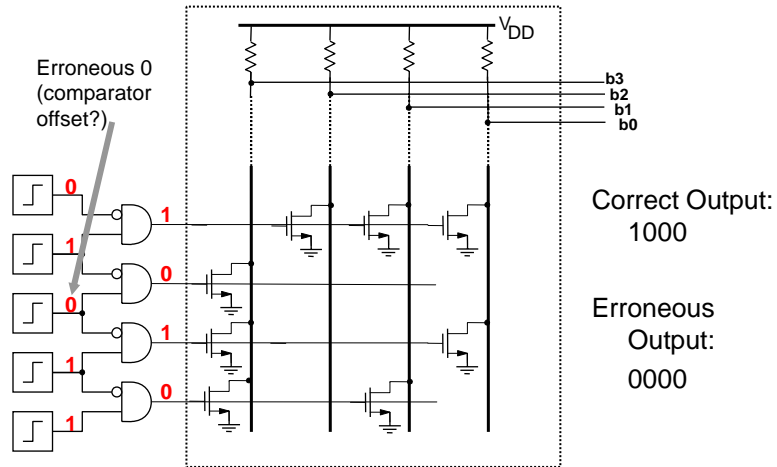 VDD
Erroneous 0
(comparator
offset?)
b3
b2
b1
b0
0
1
1
0
0
1
1
0
1
Correct Output:
1000
Erroneous
Output:
0000